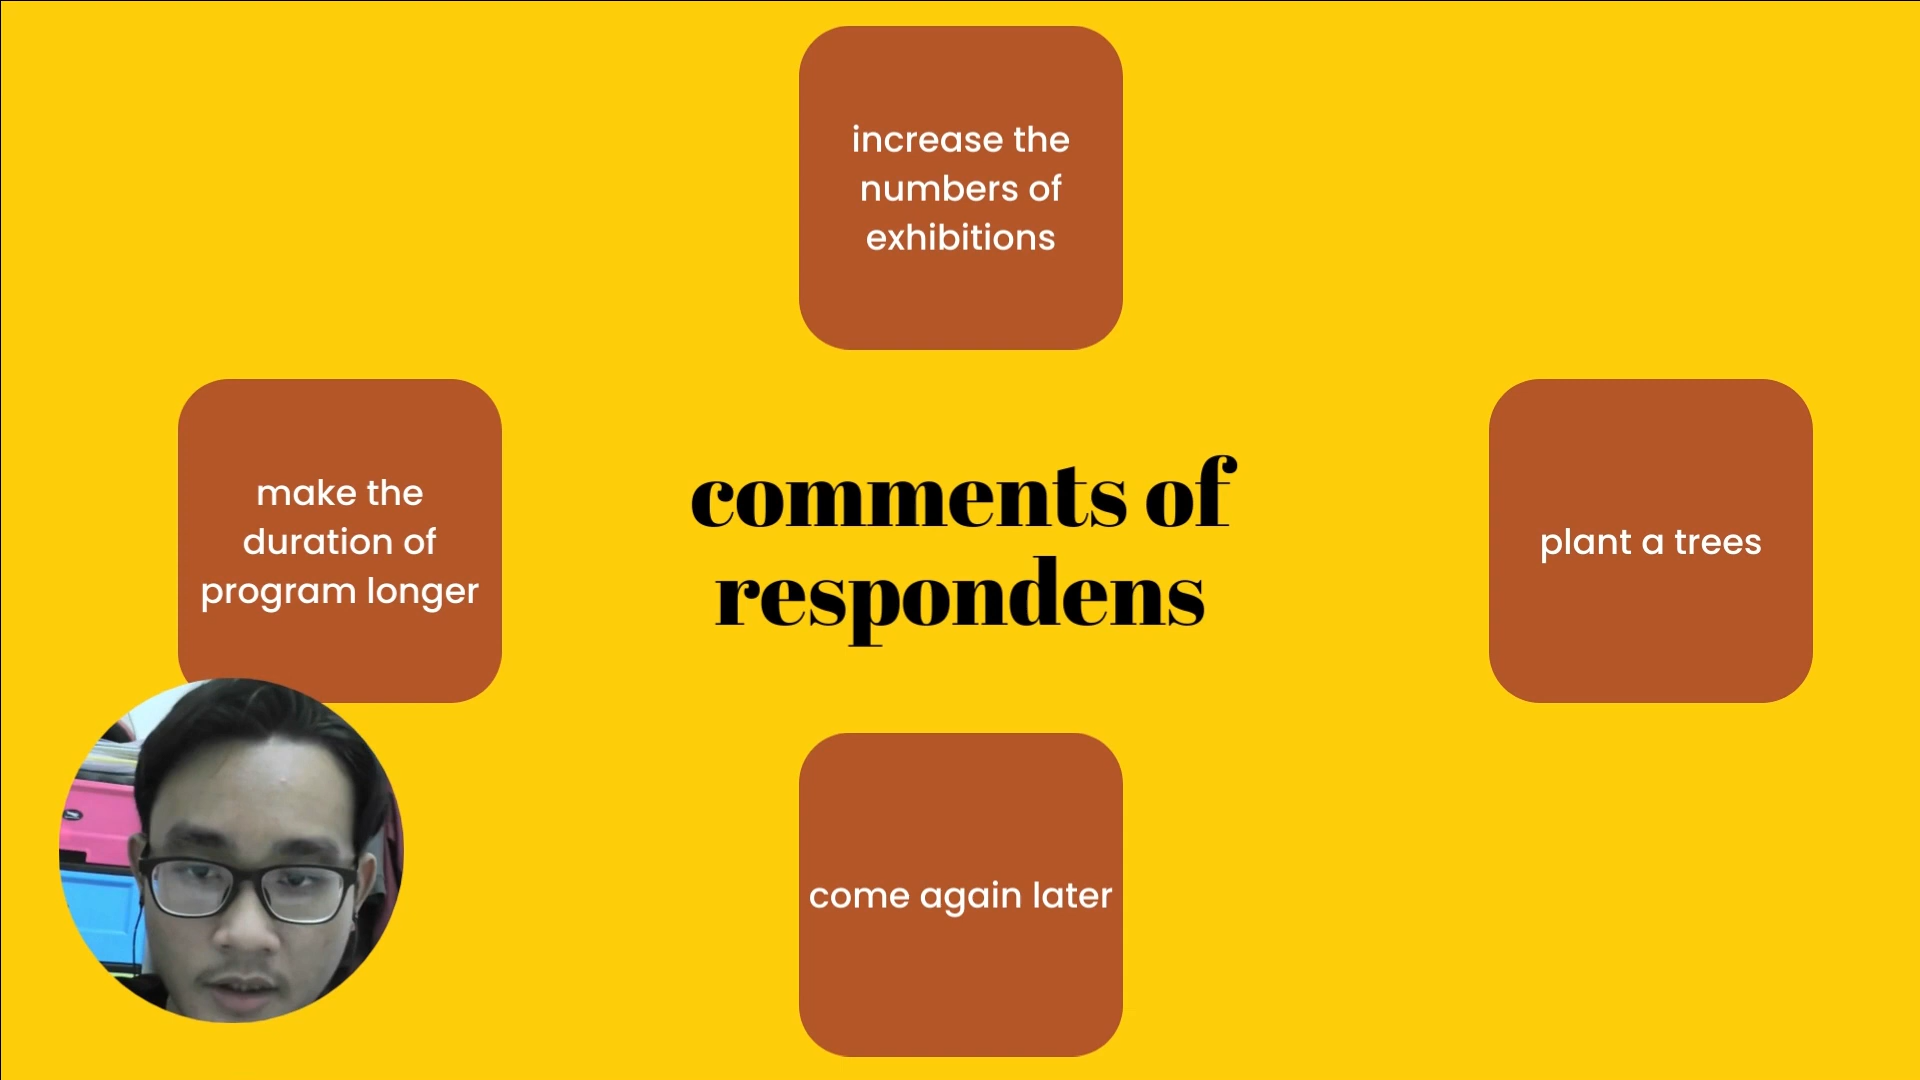 increase the
numbers of
exhibitions
make the
duration of
program longer
comments of
respondens
plant a trees
come again later